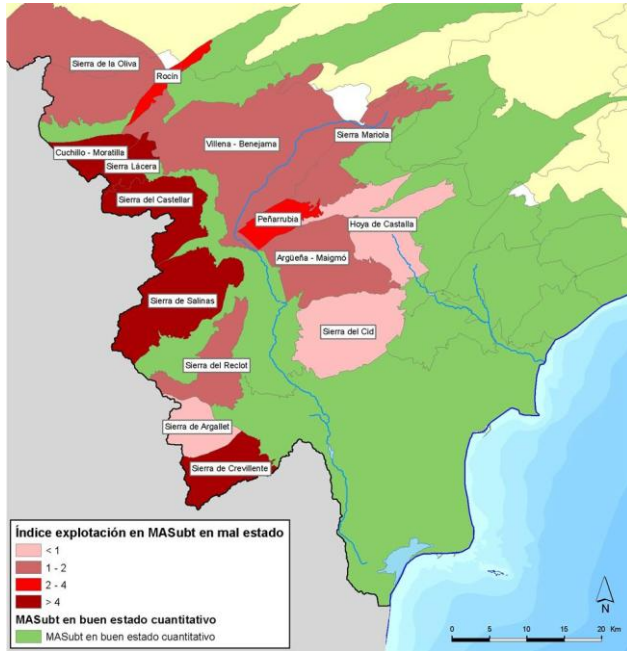 Sierra de la Oliva
Rocín
Cuchillo - Moratilla
Villena - Benejama
Sierra Mariola
Sierra Lácera
Sierra del Castellar
Peñarrubia
Hoya de Castalla
Argüeña - Maigmó
Sierra de Salinas
Sierra del Cid
Sierra del Reclot
Sierra de Argallet
Sierra de Crevillente
Índice explotación en MASubt en mal estado
< 1
1 - 2
2 - 4
> 4
MASubt en buen estado cuantitativo
MASubt en buen estado cuantitativo
N
0 5 10 15 20 Km